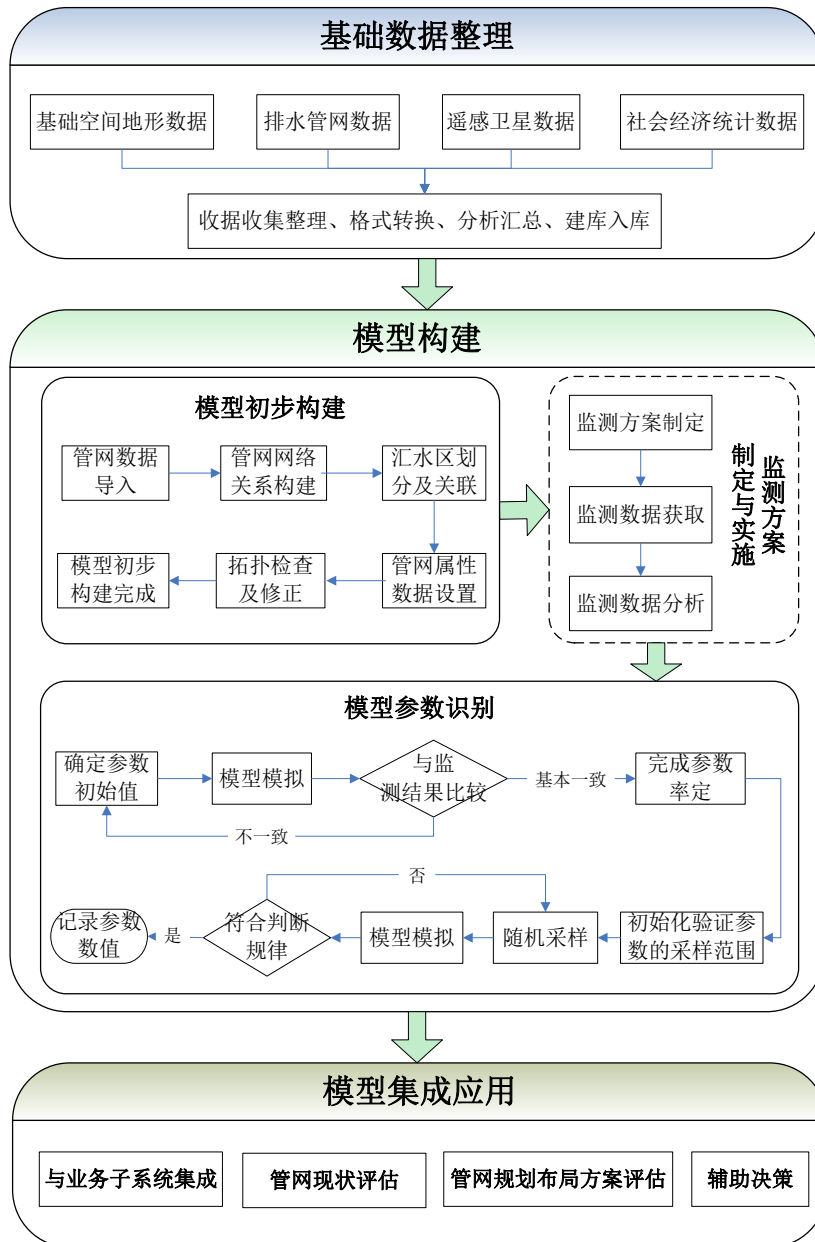 基础数据整理
基础空间地形数据
排水管网数据
遥感卫星数据
社会经济统计数据
收据收集整理、格式转换、分析汇总、建库入库
模型构建
模型初步构建
管网数据
导入
管网网络
关系构建
汇水区划
分及关联
模型初步
构建完成
拓扑检查
及修正
管网属性
数据设置
监测方案制定
监测数据获取
监测数据分析
监测方案
制定与实施
模型参数识别
确定参数
初始值
模型模拟
与监
测结果比较
基本一致
完成参数
率定
不一致
否
记录参数
数值
是
符合判断
规律
模型模拟
随机采样
初始化验证参
数的采样范围
模型集成应用
与业务子系统集成
管网现状评估
管网规划布局方案评估
辅助决策